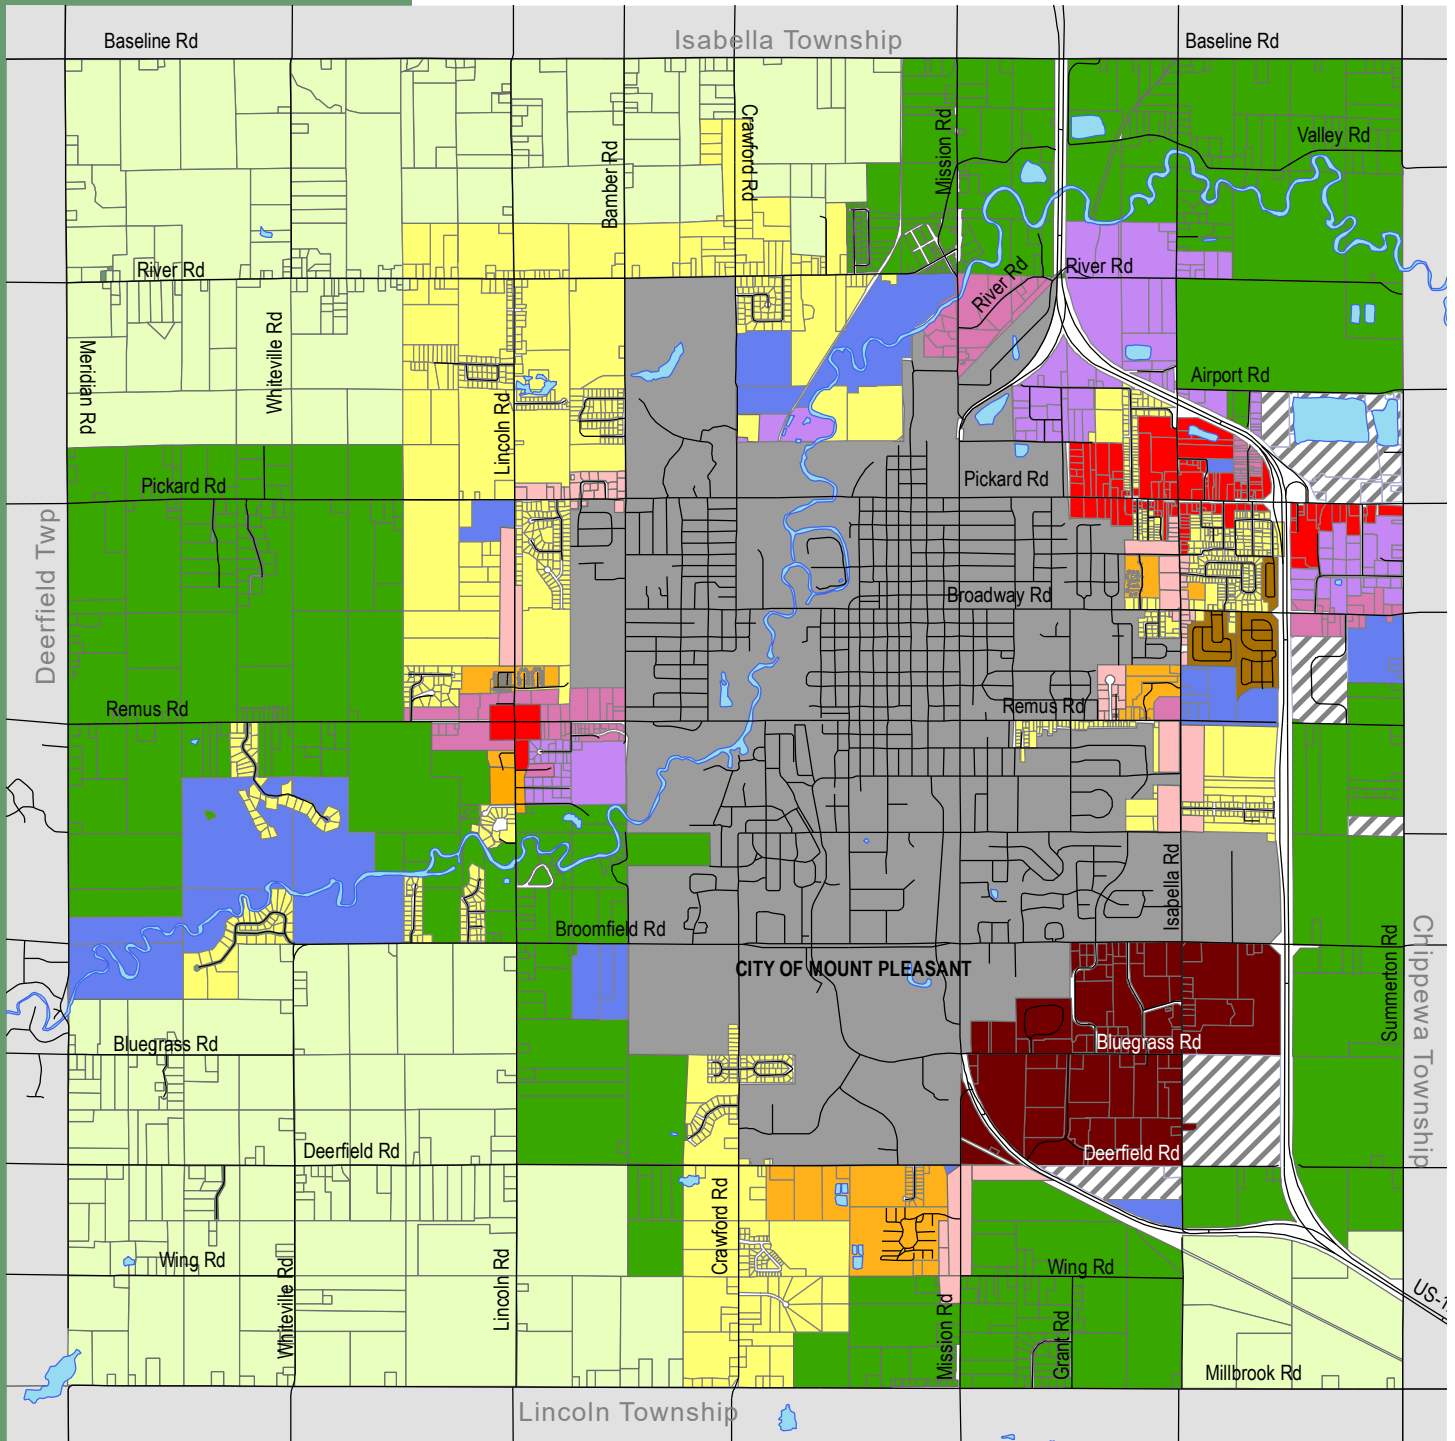 Baseline Rd
Isabella Township
Baseline Rd
Mission Rd
Crawford Rd
Valley Rd
Bamber Rd
River Rd
River Rd
River Rd
Whiteville Rd
Meridian Rd
Airport Rd
Lincoln Rd
Pickard Rd
Pickard Rd
Deerfield Twp
Broadway Rd
Remus Rd
Remus Rd
Isabella Rd
Broomfield Rd
Summerton Rd
Chippewa Township
CITY OF MOUNT PLEASANT
Bluegrass Rd
Bluegrass Rd
Deerfield Rd
Deerfield Rd
Crawford Rd
Wing Rd
Wing Rd
Whiteville Rd
Lincoln Rd
Mission Rd
Grant Rd
US-1
Millbrook Rd
Lincoln Township